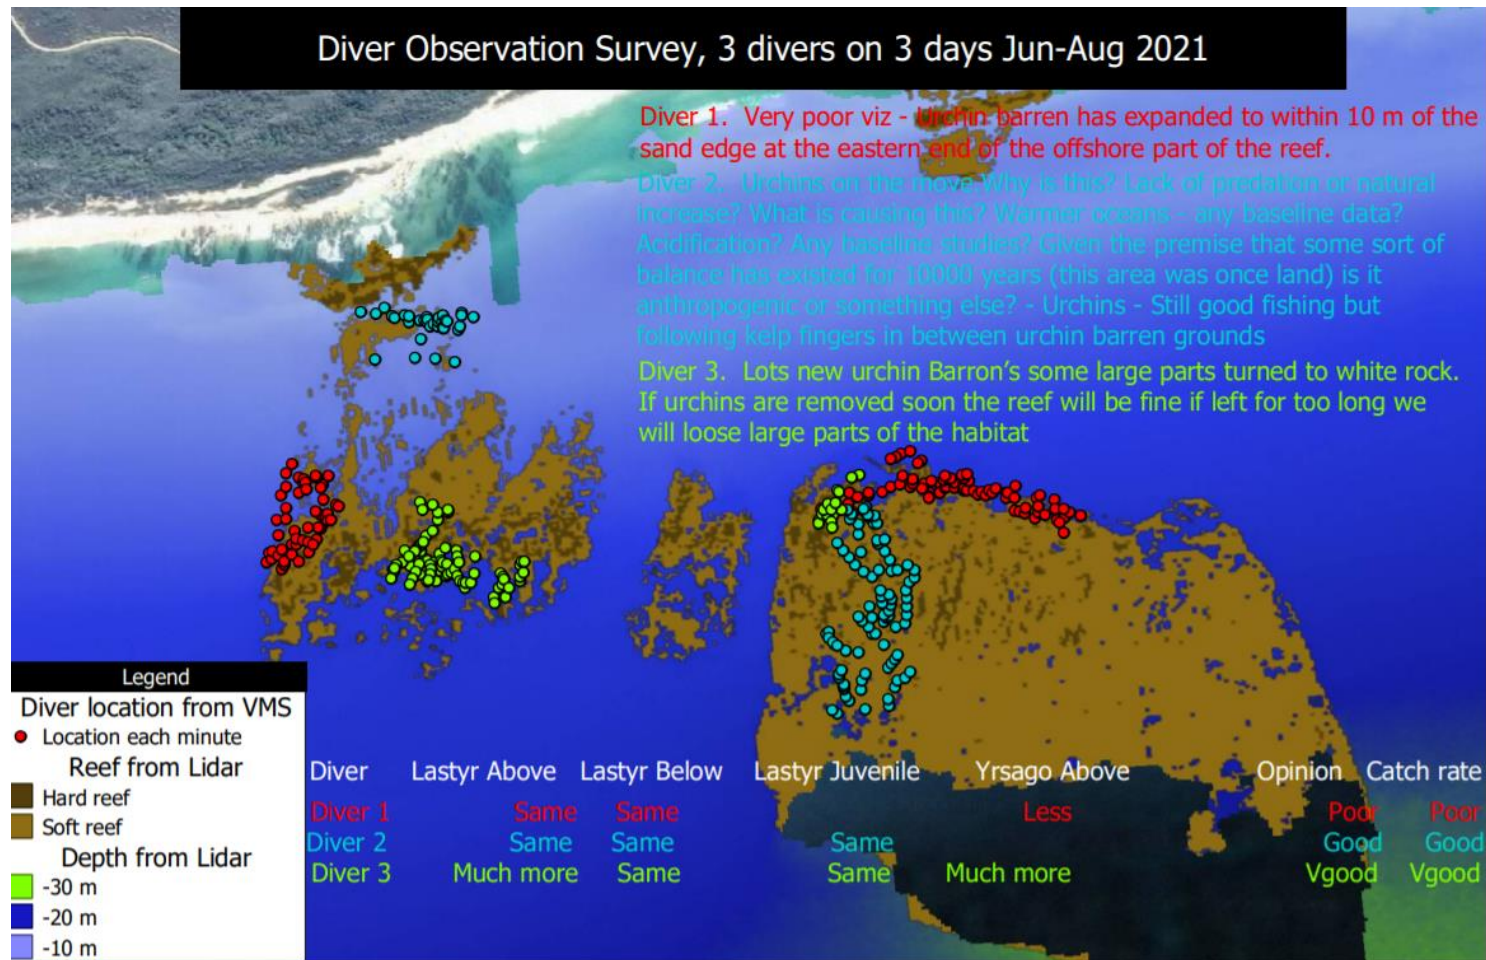 Diver Observation Survey, 3 divers on 3 days Jun-Aug 2021
Diver 1. Very poor viz - Urchin barren has expanded to within 10 m of the
sand edge at the eastern end of the offshore part of the reef.
Diver 2. Urchins on the move Why is this? Lack of predation or natural
increase? What is causing this? Warmer oceans - any baseline data?
Acidification? Any baseline studies? Given the premise that some sort of
balance has existed for 10000 years (this area was once land) is it
anthropogenic or something else? - Urchins - Still good fishing but
following kelp fingers in between urchin barren grounds
Diver 3. Lots new urchin Barron's some large parts turned to white rock.
If urchins are removed soon the reef will be fine if left for too long we
will loose large parts of the habitat
Legend
Diver location from VMS
Location each minute
Reef from Lidar
Hard reef
Soft reef
Depth from Lidar
-30 m
-20 m
-10 m
Diver Lastyr Above Lastyr Below Lastyr Juvenile Yrsago Above Opinion Catch rate
Diver 1 Same Same Less Poor Poor
Diver 2 Same Same Same Good Good
Diver 3 Much more Same Same Much more Vgood Vgood